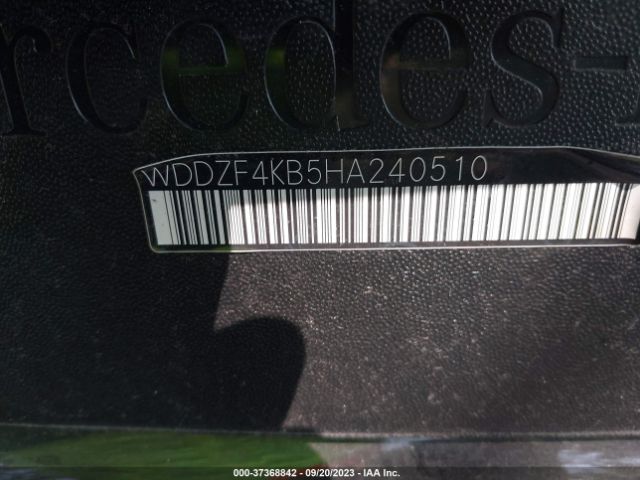 rcedes-
WDDZF4KB5HA240510
000-37368842 - 09/20/2023 - IAA Inc.